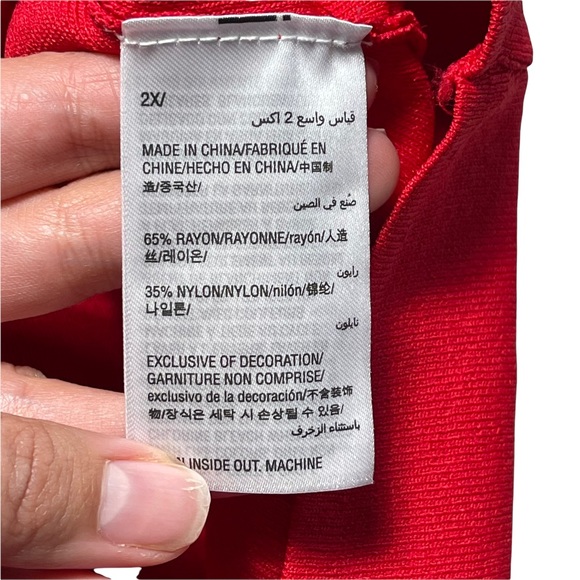 2X/
قياس واسع 2 اكس
MADE IN CHINA/FABRIQUÉ EN
CHINE/HECHO EN CHINA/中国制
造/중국산/
صُنع في الصين
65% RAYON/RAYONNE/rayón/人造
丝/레이온/
رايون
35% NYLON/NYLON/nilón/锦纶/
나일론/
نايلون
EXCLUSIVE OF DECORATION/
GARNITURE NON COMPRISE/
exclusivo de la decoración/不含装饰
物/장식은 세탁 시 손상될 수 있음/
باستثناء الزخرف
INSIDE OUT. MACHINE